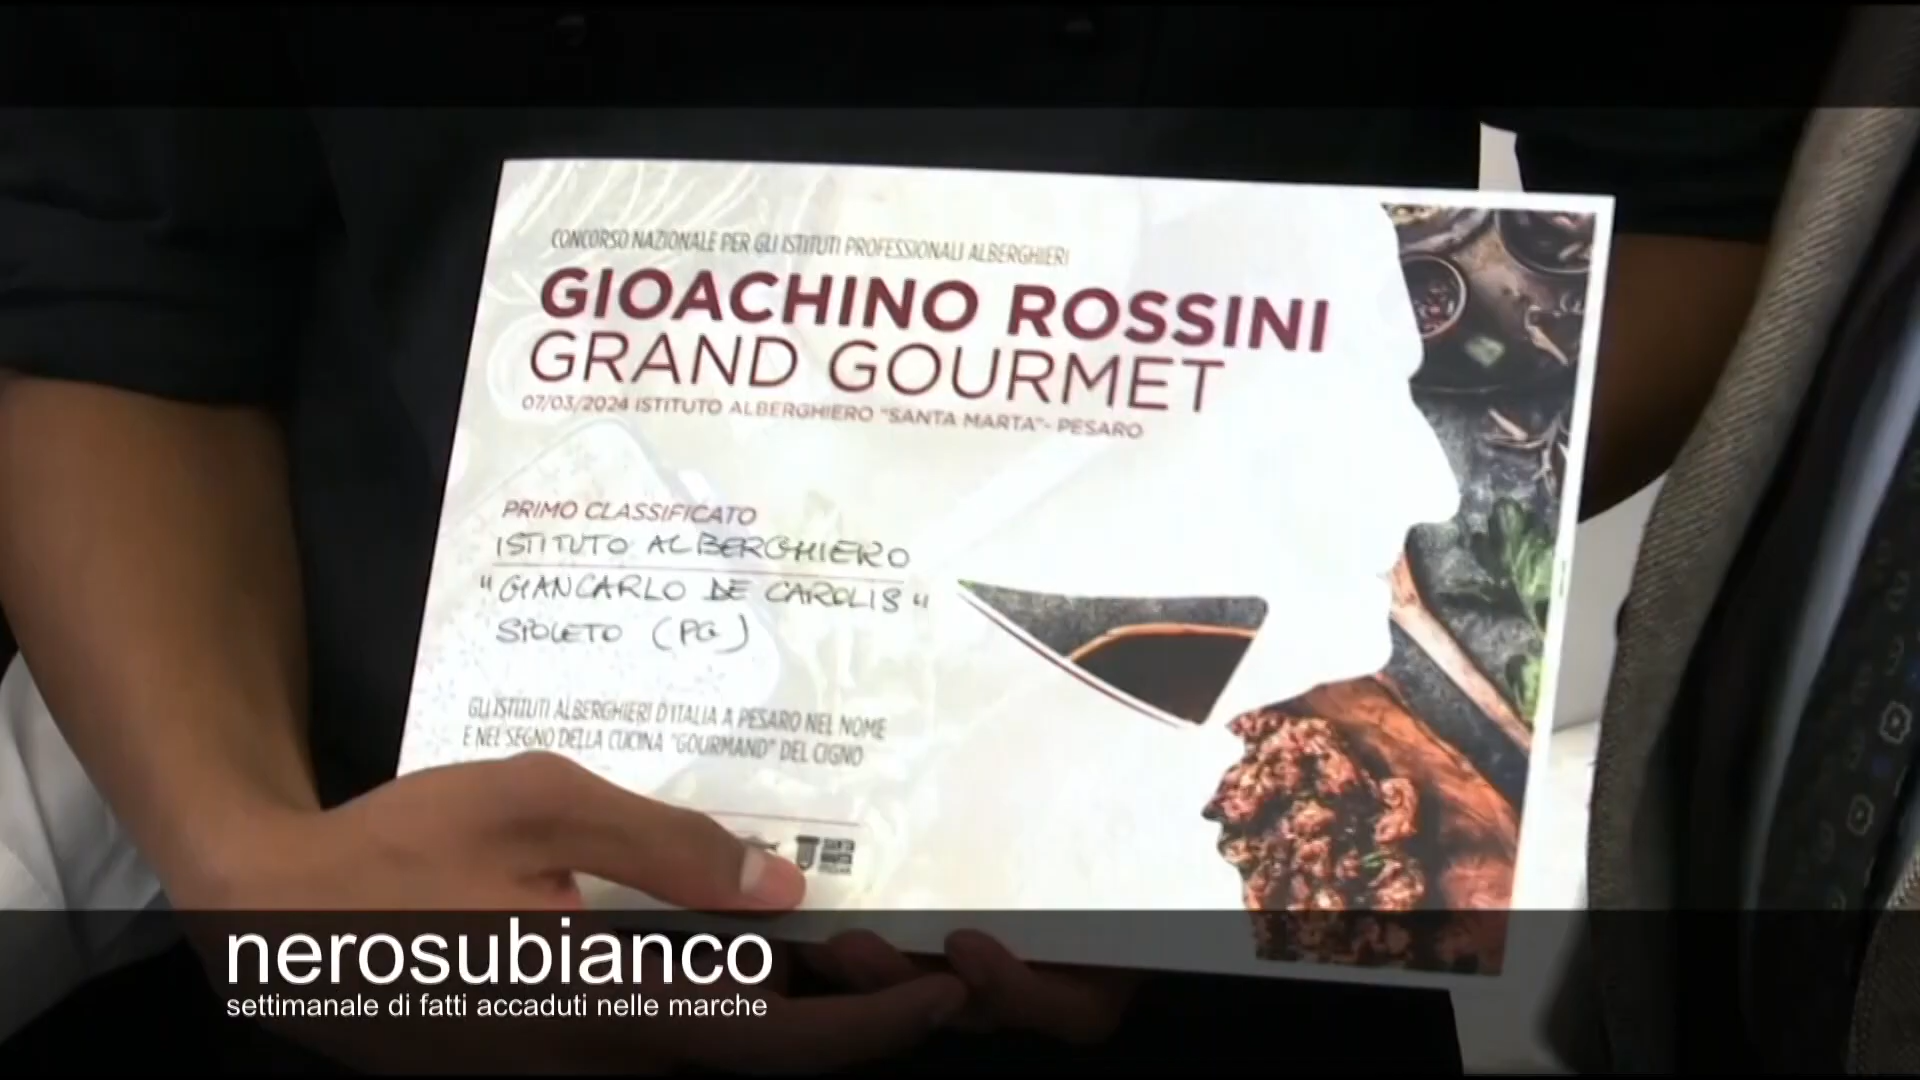 CONCORSO NAZIONALE PER GLI ISTITUTI PROFESSIONALI ALBERGHIERI
GIOACHINO ROSSINI
GRAND GOURMET
07/03/2024 ISTITUTO ALBERGHIERO "SANTA MARTA"- PESARO
PRIMO CLASSIFICATO
ISTITUTO ALBERGHIERO
"GIANCARLO DE CAROLIS"
SPOLETO (PG)
GLI ISTITUTI ALBERGHIERI D'ITALIA A PESARO NEL NOME
E NEL SEGNO DELLA CUCINA "GOURMAND" DEL CIGNO
SANTA
MARTA
nerosubianco
settimanale di fatti accaduti nelle marche